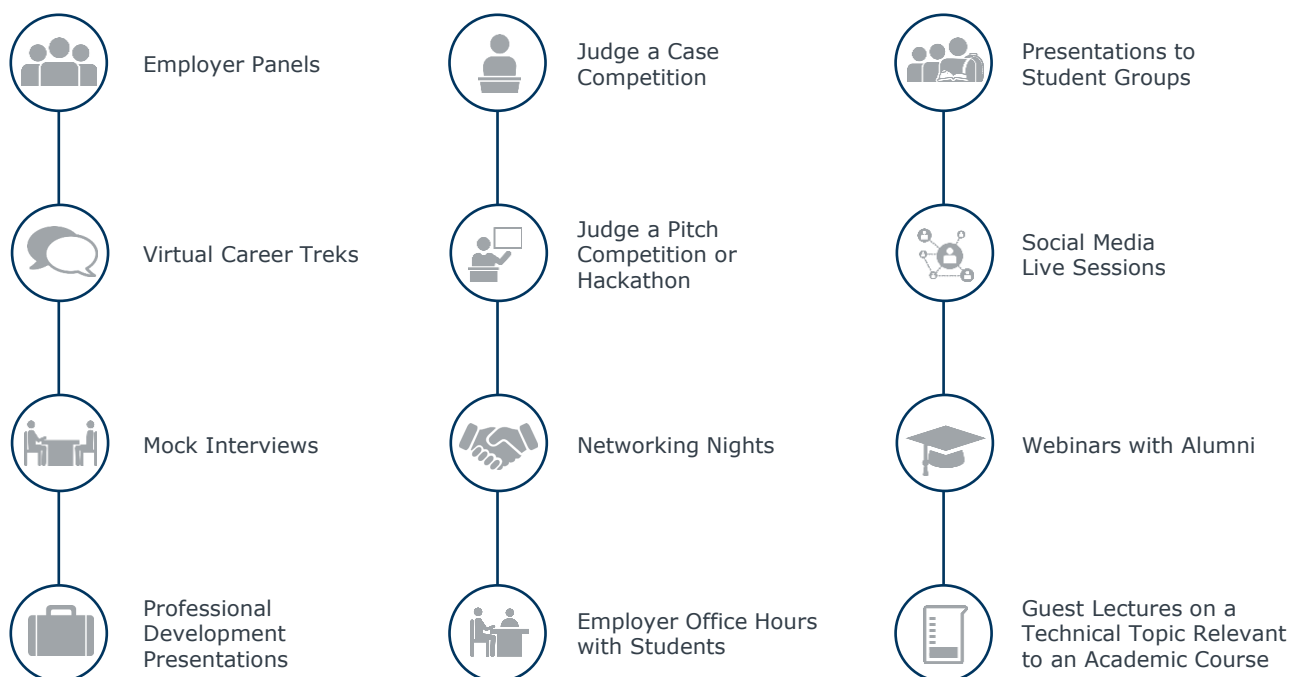 Employer Panels
Virtual Career Treks
Mock Interviews
Professional
Development
Presentations
Judge a Case
Competition
Judge a Pitch
Competition or
Hackathon
Networking Nights
Employer Office Hours
with Students
Presentations to
Student Groups
Social Media
Live Sessions
Webinars with Alumni
Guest Lectures on a
Technical Topic Relevant
to an Academic Course